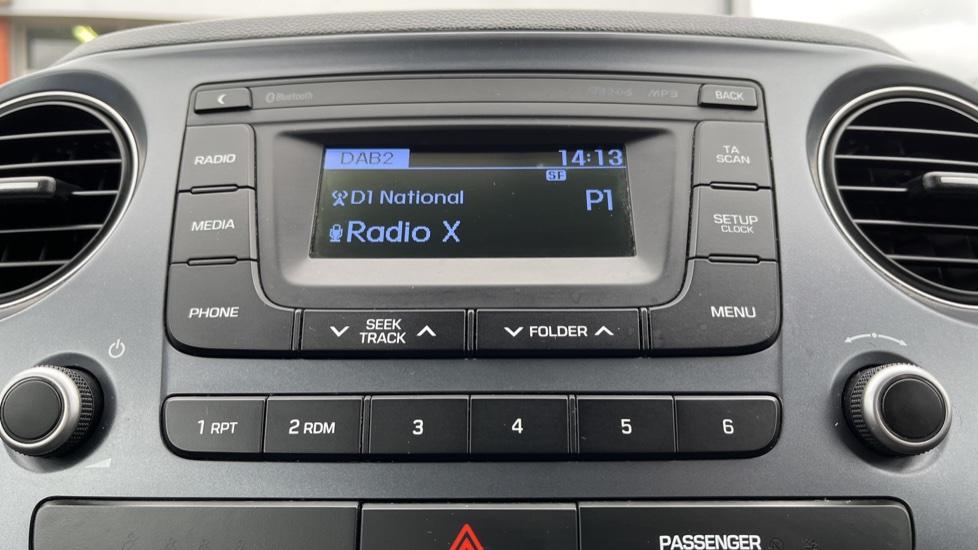 Bluetooth MP3 BACK
RADIO
MEDIA
PHONE
DAB2 14:13
SF
D1 National P1
Radio X
TA
SCAN
SETUP
CLOCK
MENU
SEEK
TRACK
FOLDER
1 RPT 2 RDM 3 4 5 6
PASSENGER